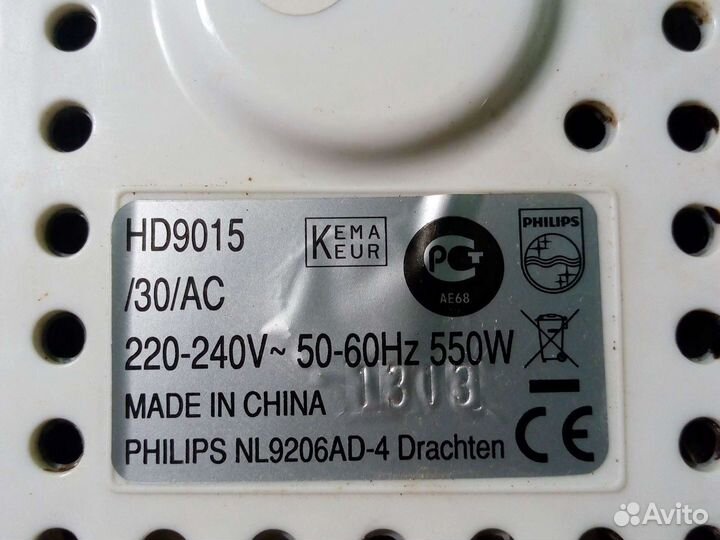 HD9015
/30/AC
KEMA
KEUR
PCT
AE68
PHILIPS
220-240V~ 50-60Hz 550W
1313
MADE IN CHINA
PHILIPS NL9206AD-4 Drachten
CE
Avito